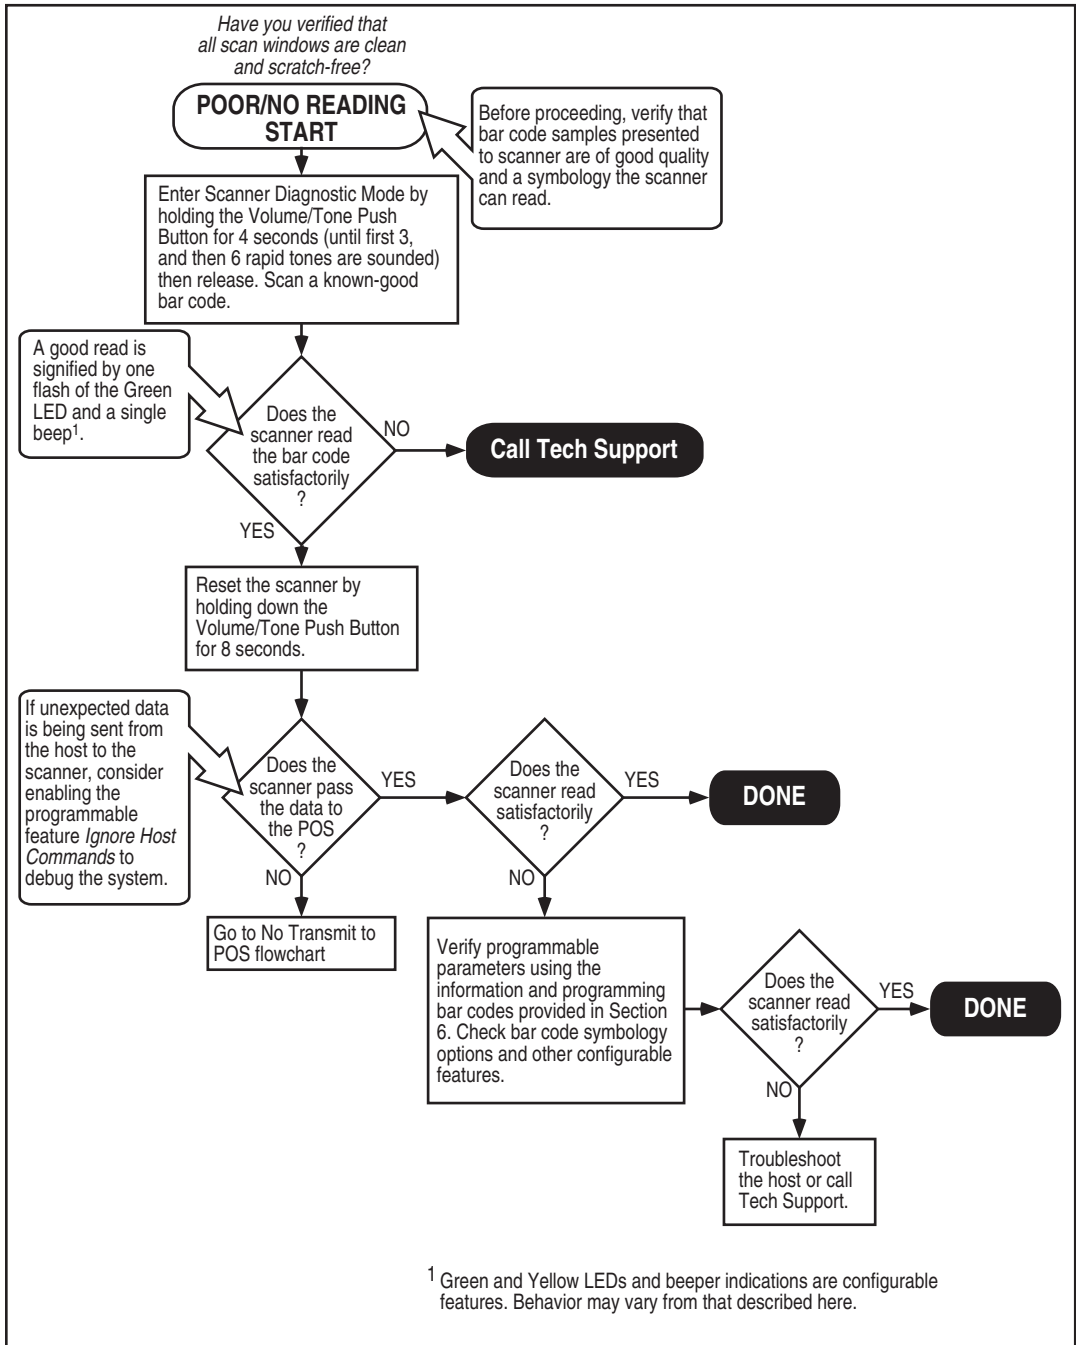 Have you verified that
all scan windows are clean
and scratch-free?
POOR/NO READING
START
Before proceeding, verify that
bar code samples presented
to scanner are of good quality
and a symbology the scanner
can read.
Enter Scanner Diagnostic Mode by
holding the Volume/Tone Push
Button for 4 seconds (until first 3,
and then 6 rapid tones are sounded)
then release. Scan a known-good
bar code.
A good read is
signified by one
flash of the Green
LED and a single
beep1.
Does the
scanner read
the bar code
satisfactorily
?
NO
Call Tech Support
YES
Reset the scanner by
holding down the
Volume/Tone Push Button
for 8 seconds.
If unexpected data
is being sent from
the host to the
scanner, consider
enabling the
programmable
feature Ignore Host
Commands to
debug the system.
Does the
scanner pass
the data to
the POS
?
YES
Does the
scanner read
satisfactorily
?
YES
DONE
NO
Go to No Transmit to
POS flowchart
NO
Verify programmable
parameters using the
information and programming
bar codes provided in Section
6. Check bar code symbology
options and other configurable
features.
Does the
scanner read
satisfactorily
?
YES
DONE
NO
Troubleshoot
the host or call
Tech Support.
1 Green and Yellow LEDs and beeper indications are configurable
features. Behavior may vary from that described here.